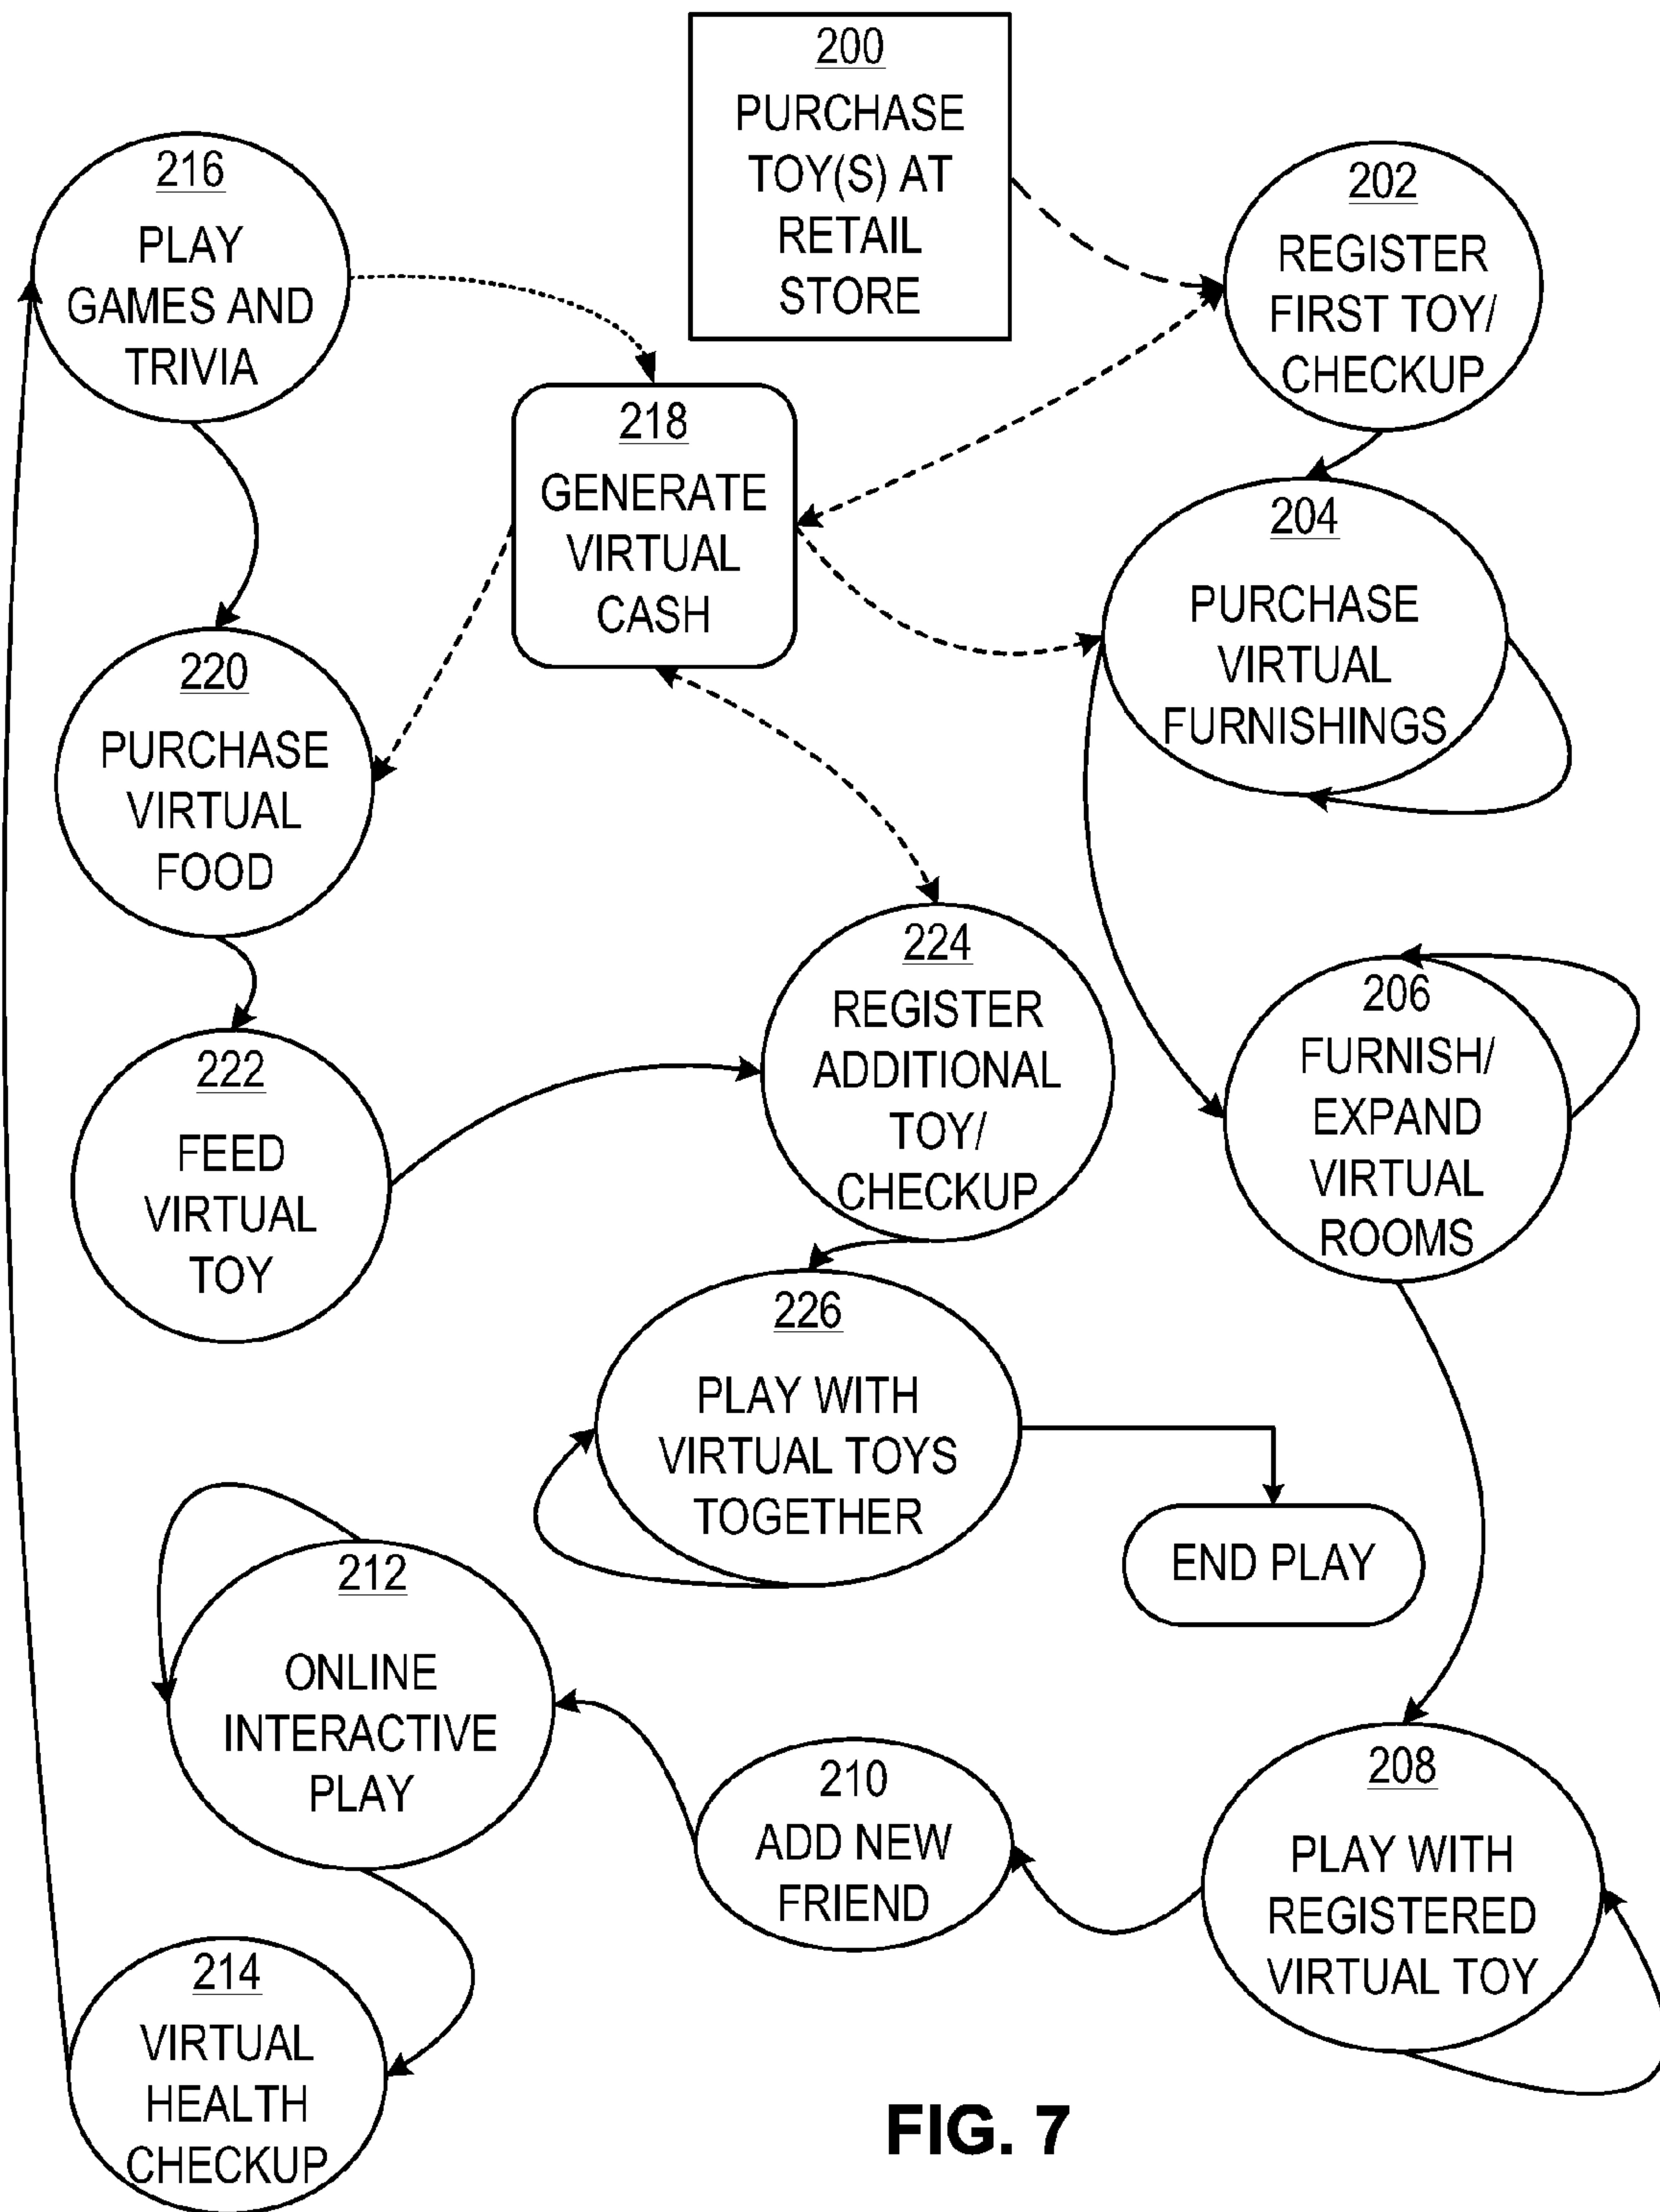 200
PURCHASE
TOY(S) AT
RETAIL
STORE
202
REGISTER
FIRST TOY/
CHECKUP
216
PLAY
GAMES AND
TRIVIA
218
GENERATE
VIRTUAL
CASH
204
PURCHASE
VIRTUAL
FURNISHINGS
220
PURCHASE
VIRTUAL
FOOD
224
REGISTER
ADDITIONAL
TOY/
CHECKUP
206
FURNISH/
EXPAND
VIRTUAL
ROOMS
222
FEED
VIRTUAL
TOY
226
PLAY WITH
VIRTUAL TOYS
TOGETHER
END PLAY
212
ONLINE
INTERACTIVE
PLAY
210
ADD NEW
FRIEND
208
PLAY WITH
REGISTERED
VIRTUAL TOY
214
VIRTUAL
HEALTH
CHECKUP
FIG. 7